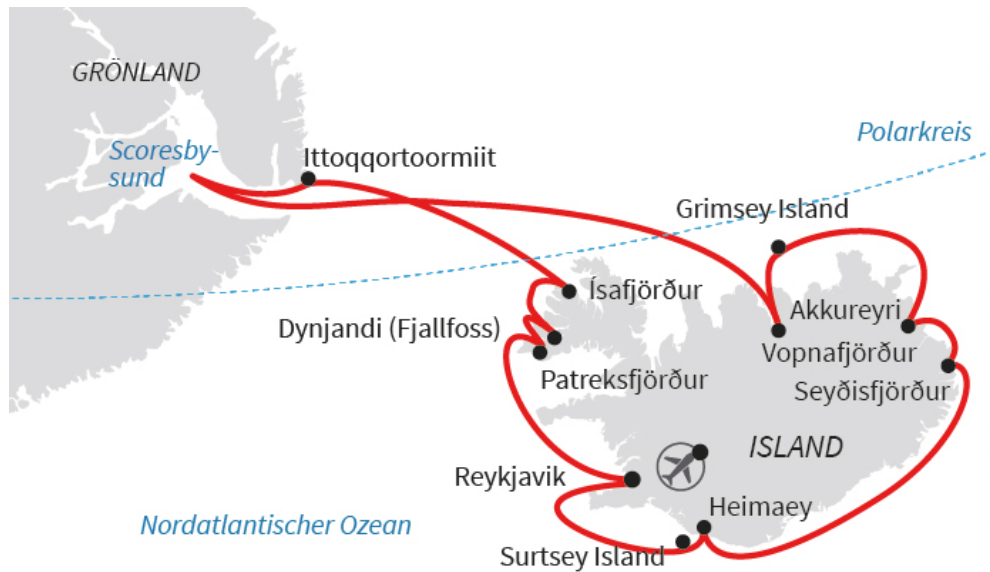 GRÖNLAND
Polarkreis
Scoresby-
sund
Ittoqqortoormiit
Grimsey Island
Ísafjörður
Akkureyri
Dynjandi (Fjallfoss)
Vopnafjörður
Patreksfjörður
Seyðisfjörður
ISLAND
Reykjavik
Heimaey
Nordatlantischer Ozean
Surtsey Island